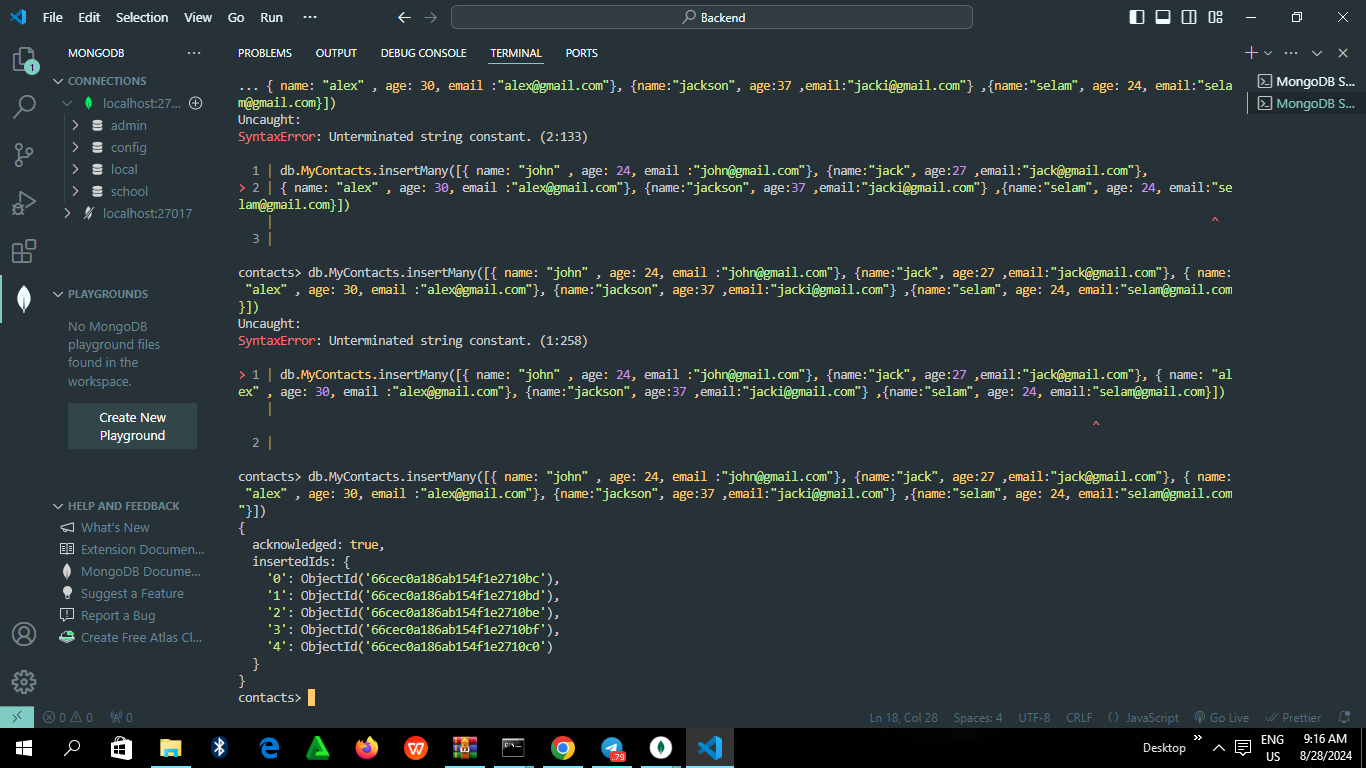 File Edit Selection View Go Run ··· Backend
MONGODB ···
CONNECTIONS
localhost:27...
admin
config
local
school
localhost:27017
PLAYGROUNDS
No MongoDB
playground files
found in the
workspace.
Create New
Playground
HELP AND FEEDBACK
What's New
Extension Documen...
MongoDB Docume...
Suggest a Feature
Report a Bug
Create Free Atlas Cl...
PROBLEMS OUTPUT DEBUG CONSOLE TERMINAL PORTS
... { name: "alex" , age: 30, email :"alex@gmail.com"}, {name:"jackson", age:37 ,email:"jacki@gmail.com"} ,{name:"selam", age: 24, email:"sela
m@gmail.com}])
Uncaught:
SyntaxError: Unterminated string constant. (2:133)
1 | db.MyContacts.insertMany([{ name: "john" , age: 24, email :"john@gmail.com"}, {name:"jack", age:27 ,email:"jack@gmail.com"},
> 2 | { name: "alex" , age: 30, email :"alex@gmail.com"}, {name:"jackson", age:37 ,email:"jacki@gmail.com"} ,{name:"selam", age: 24, email:"se
lam@gmail.com}])
| ^
3 |
contacts> db.MyContacts.insertMany([{ name: "john" , age: 24, email :"john@gmail.com"}, {name:"jack", age:27 ,email:"jack@gmail.com"}, { name:
"alex" , age: 30, email :"alex@gmail.com"}, {name:"jackson", age:37 ,email:"jacki@gmail.com"} ,{name:"selam", age: 24, email:"selam@gmail.com
}])
Uncaught:
SyntaxError: Unterminated string constant. (1:258)
> 1 | db.MyContacts.insertMany([{ name: "john" , age: 24, email :"john@gmail.com"}, {name:"jack", age:27 ,email:"jack@gmail.com"}, { name: "al
ex" , age: 30, email :"alex@gmail.com"}, {name:"jackson", age:37 ,email:"jacki@gmail.com"} ,{name:"selam", age: 24, email:"selam@gmail.com}])
|
^
2 |
contacts> db.MyContacts.insertMany([{ name: "john" , age: 24, email :"john@gmail.com"}, {name:"jack", age:27 ,email:"jack@gmail.com"}, { name:
"alex" , age: 30, email :"alex@gmail.com"}, {name:"jackson", age:37 ,email:"jacki@gmail.com"} ,{name:"selam", age: 24, email:"selam@gmail.com
"}])
{
acknowledged: true,
insertedIds: {
'0': ObjectId('66cec0a186ab154f1e2710bc'),
'1': ObjectId('66cec0a186ab154f1e2710bd'),
'2': ObjectId('66cec0a186ab154f1e2710be'),
'3': ObjectId('66cec0a186ab154f1e2710bf'),
'4': ObjectId('66cec0a186ab154f1e2710c0')
}
}
contacts>
MongoDB S...
MongoDB S...
1
0 0 0 Ln 18, Col 28 Spaces: 4 UTF-8 CRLF {} JavaScript Go Live Prettier
79
Desktop » ENG
US
9:16 AM
8/28/2024